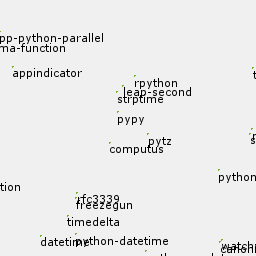 pp-python-parallel
ma-function
appindicator
rpython
leap-second
strptime
pypy
pytz
computus
python
tion
rfc3339
freezegun
timedelta
datetime
python-datetime
watch